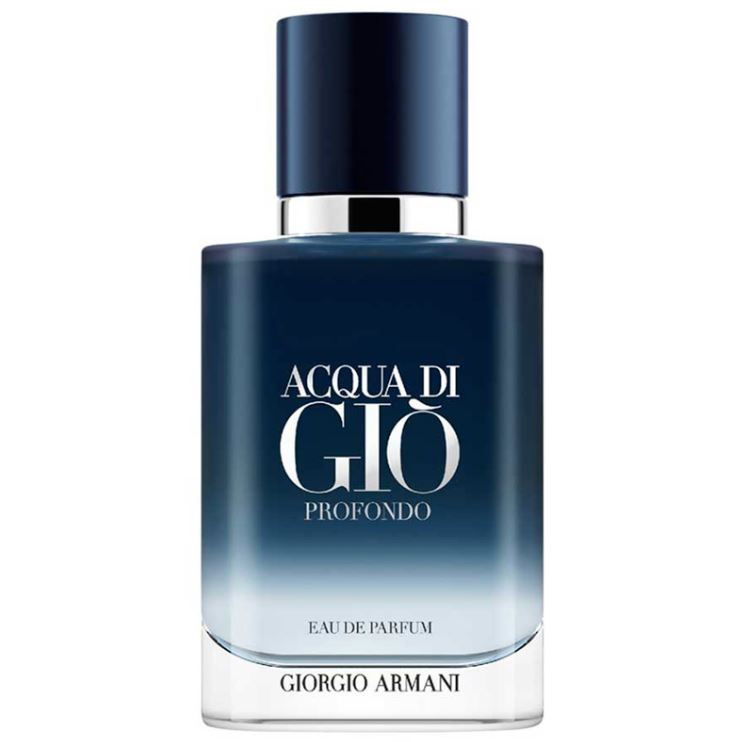 ACQUA DI
GIÒ
PROFONDO
EAU DE PARFUM
GIORGIO ARMANI